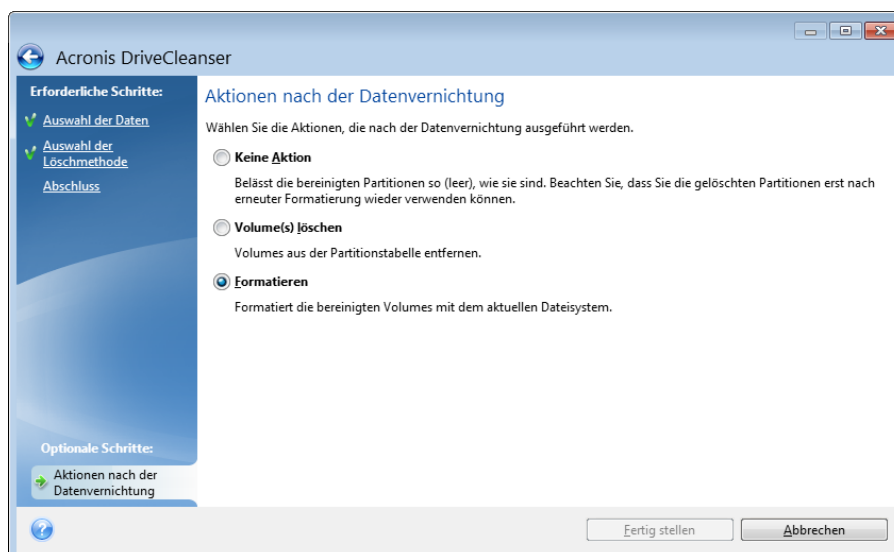 Acronis DriveCleanser
Erforderliche Schritte:
Auswahl der Daten
Auswahl der
Löschmethode
Abschluss
Optionale Schritte:
Aktionen nach der
Datenvernichtung
Aktionen nach der Datenvernichtung
Wählen Sie die Aktionen, die nach der Datenvernichtung ausgeführt werden.
Keine Aktion
Belässt die bereinigten Partitionen so (leer), wie sie sind. Beachten Sie, dass Sie die gelöschten Partitionen erst nach
erneuter Formatierung wieder verwenden können.
Volume(s) löschen
Volumes aus der Partitionstabelle entfernen.
Formatieren
Formatiert die bereinigten Volumes mit dem aktuellen Dateisystem.
Fertig stellen
Abbrechen